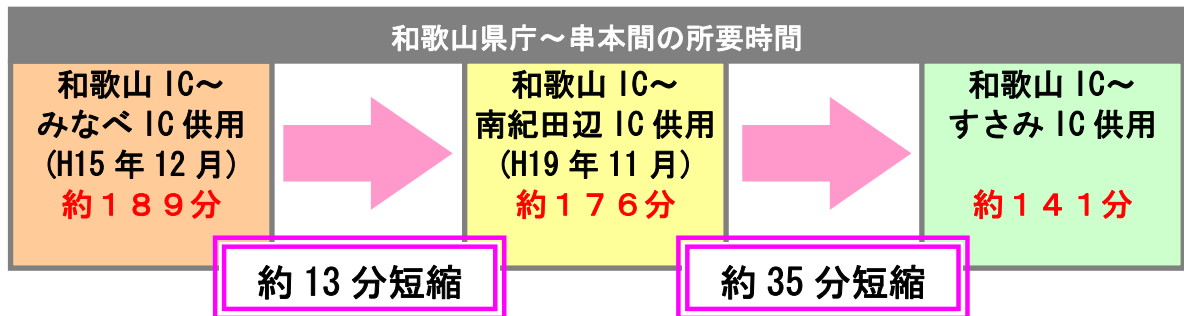 和歌山県庁～串本間の所要時間
和歌山 IC～
みなべ IC 供用
(H15 年 12 月)
約１８９分
和歌山 IC～
南紀田辺 IC 供用
(H19 年 11 月)
約１７６分
和歌山 IC～
すさみ IC 供用
約１４１分
約 13 分短縮
約 35 分短縮